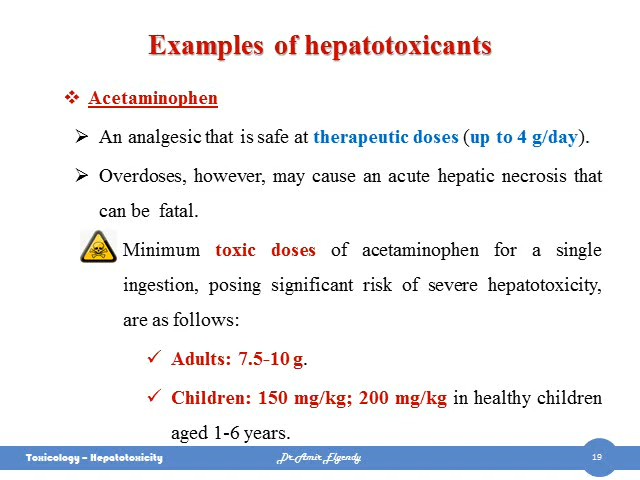 Examples of hepatotoxicants
❖ Acetaminophen
➢ An analgesic that is safe at therapeutic doses (up to 4 g/day).
➢ Overdoses, however, may cause an acute hepatic necrosis that
can be fatal.
Minimum toxic doses of acetaminophen for a single
ingestion, posing significant risk of severe hepatotoxicity,
are as follows:
✓ Adults: 7.5-10 g.
✓ Children: 150 mg/kg; 200 mg/kg in healthy children
aged 1-6 years.
Toxicology – Hepatotoxicity Dr. Amir Elgendy 19